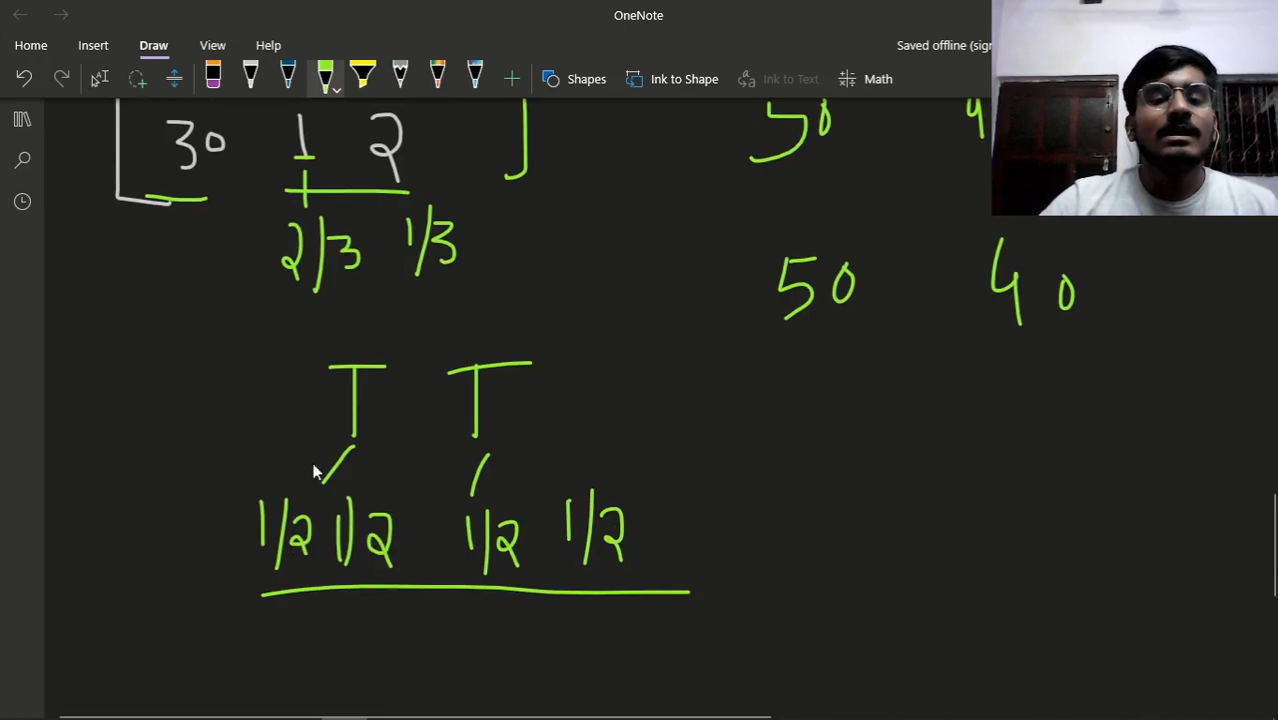 OneNote
Home Insert Draw View Help Saved offline (sig
Shapes Ink to Shape Ink to Text Math
30 1 2 50 4
2/3 1/3
50 40
T T
1/2 1/2 1/2 1/2